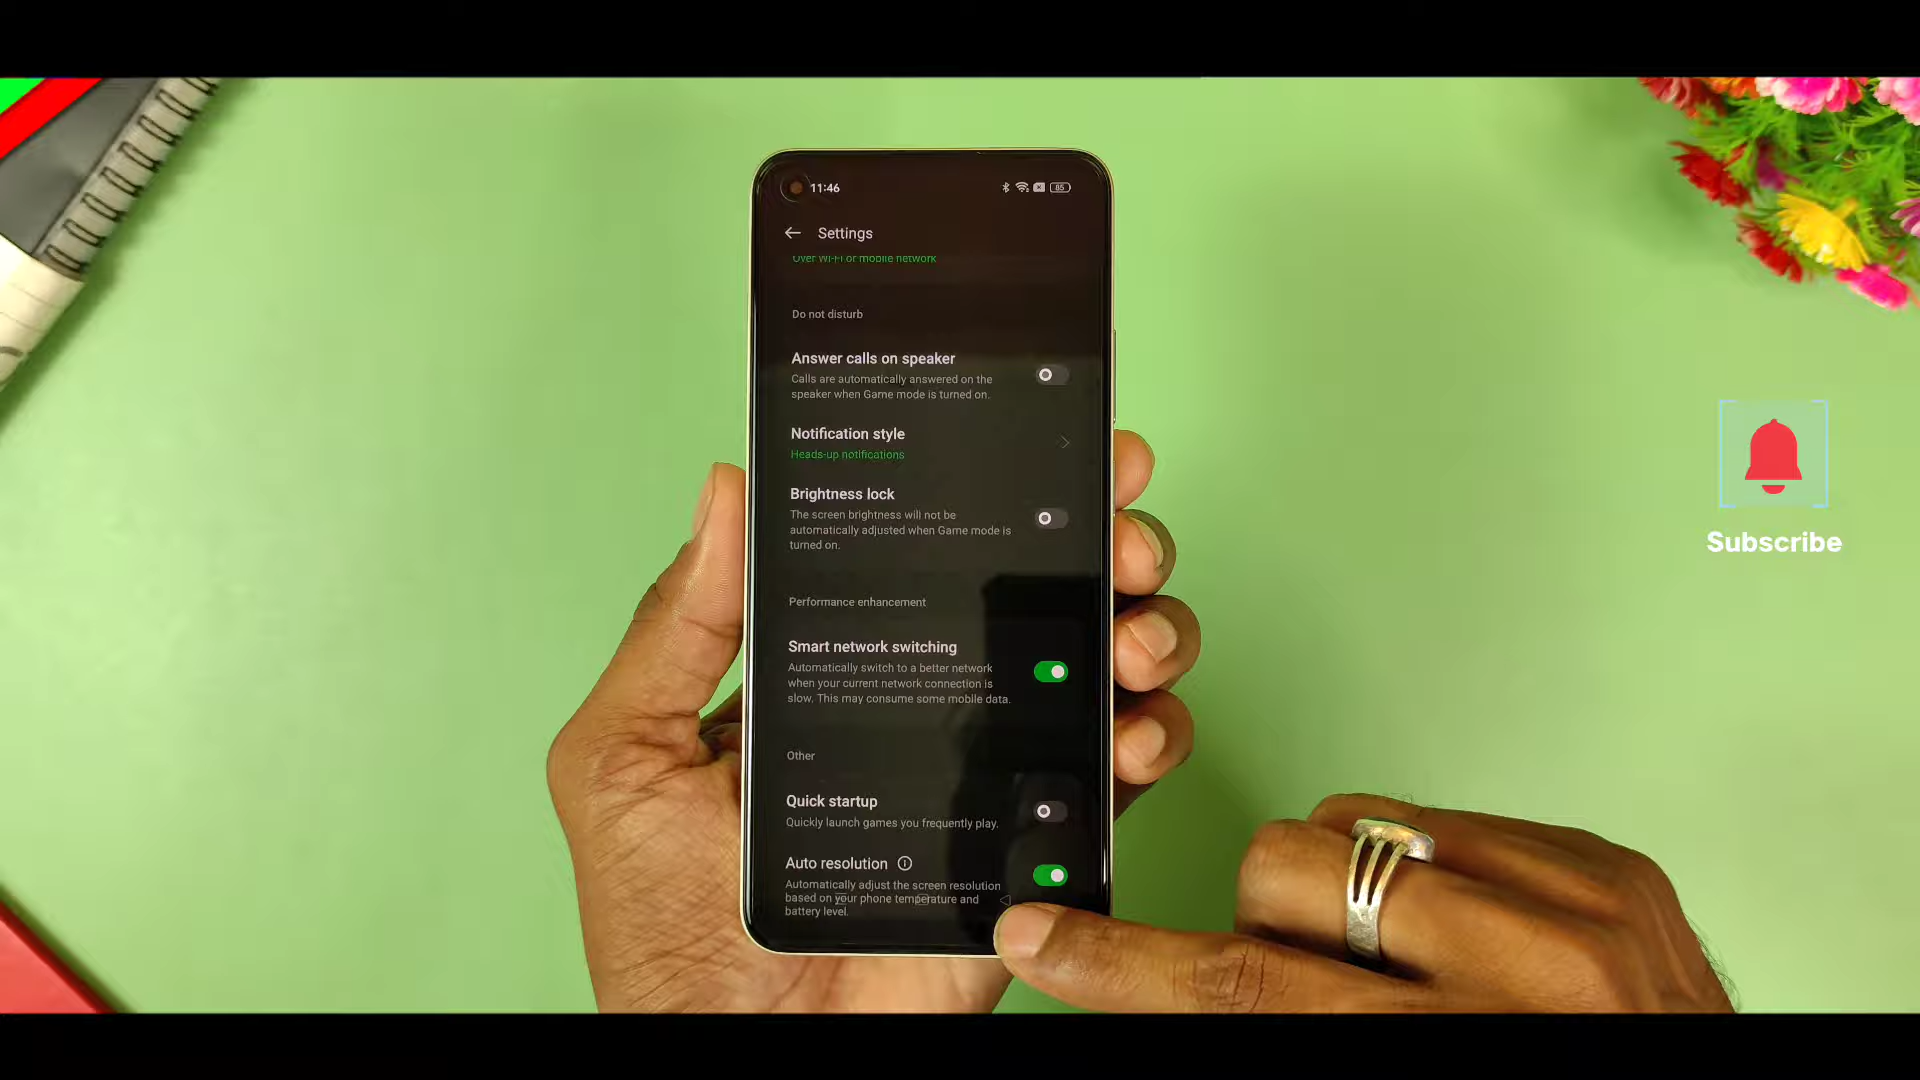 11:46
85
Settings
Over Wi-Fi or mobile network
Do not disturb
Answer calls on speaker
Calls are automatically answered on the
speaker when Game mode is turned on.
Notification style
Heads-up notifications
Brightness lock
The screen brightness will not be
automatically adjusted when Game mode is
turned on.
Performance enhancement
Smart network switching
Automatically switch to a better network
when your current network connection is
slow. This may consume some mobile data.
Other
Quick startup
Quickly launch games you frequently play.
Auto resolution
Automatically adjust the screen resolution
based on your phone temperature and
battery level.
Subscribe